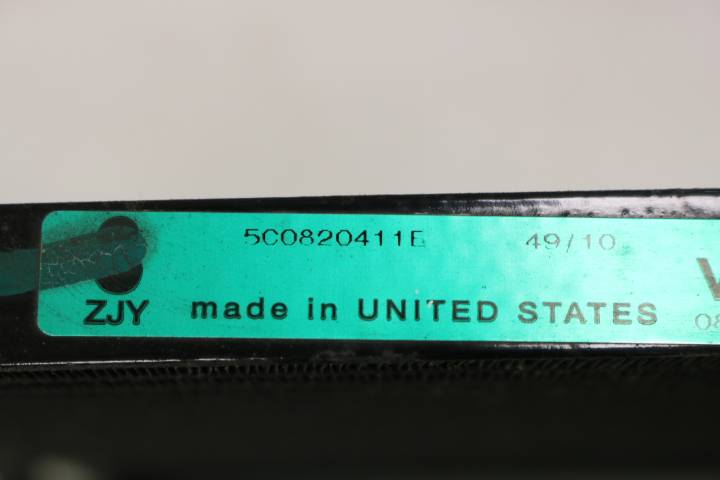 5C0820411E 49/10
ZJY made in UNITED STATES